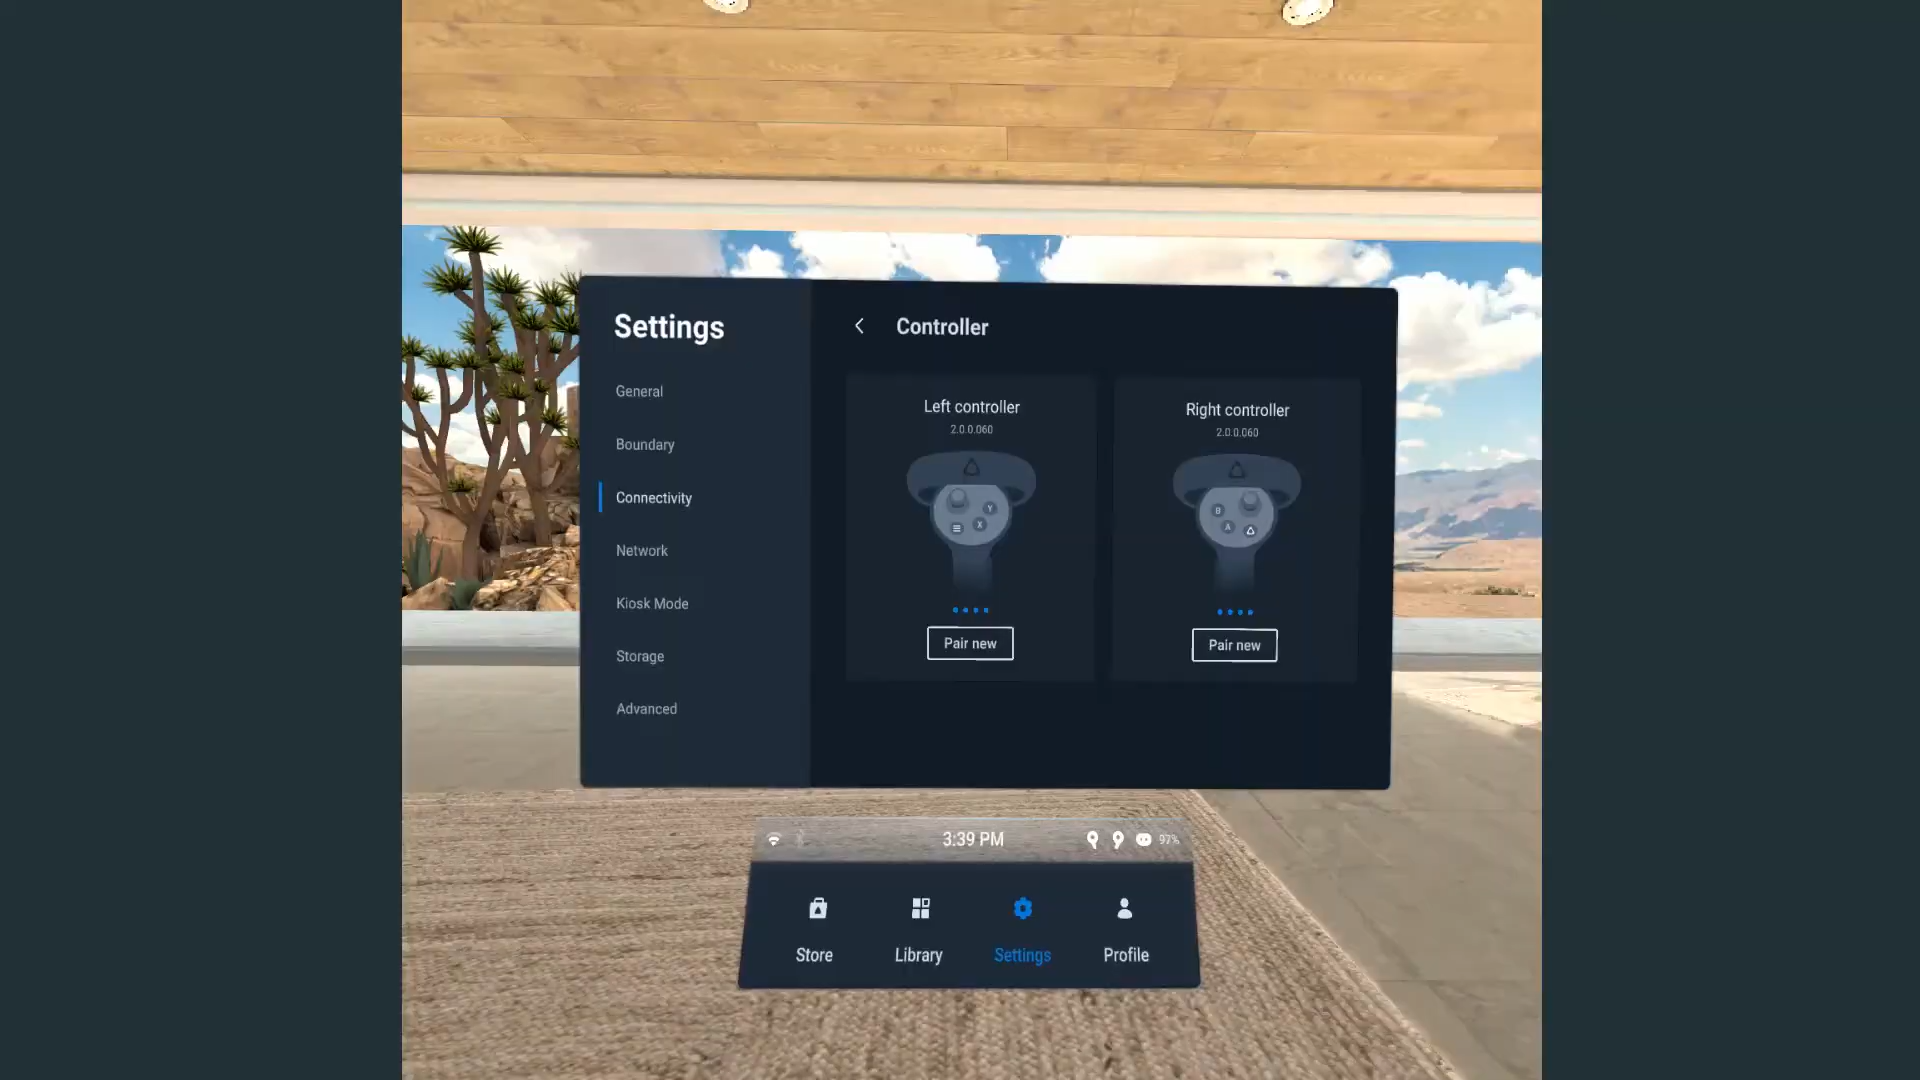 Settings
General
Boundary
Connectivity
Network
Kiosk Mode
Storage
Advanced
Controller
Left controller
2.0.0.060
Y
X
Pair new
Right controller
2.0.0.060
B
A
Pair new
3:39 PM
97%
Store
Library
Settings
Profile